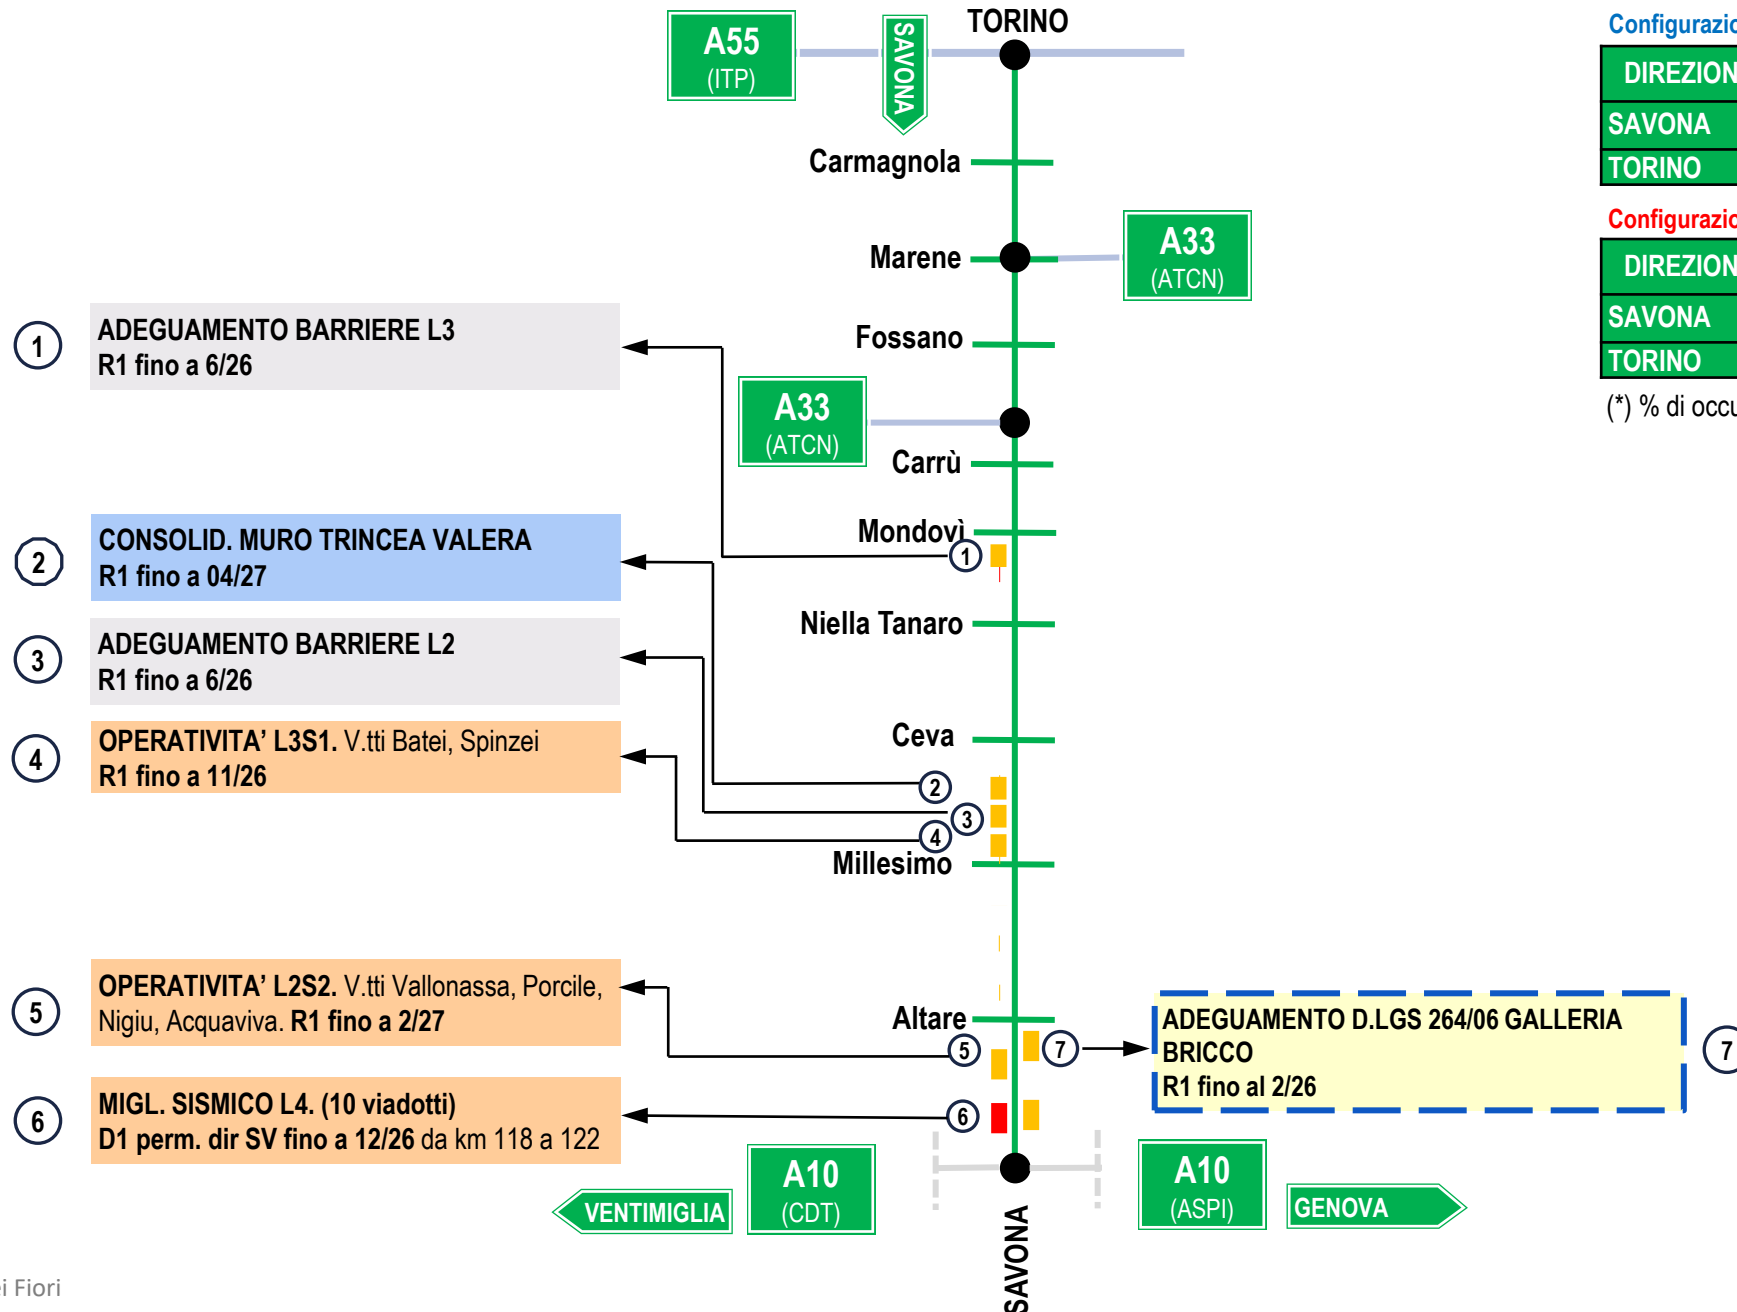 TORINO
A55
(ITP)
SAVONA
Carmagnola
Marene
A33
(ATCN)
Fossano
A33
(ATCN)
Carrù
Mondovì
1
Niella Tanaro
Ceva
2
3
4
Millesimo
Altare
5
7
6
1
ADEGUAMENTO BARRIERE L3
R1 fino a 6/26
2
CONSOLID. MURO TRINCEA VALERA
R1 fino a 04/27
3
ADEGUAMENTO BARRIERE L2
R1 fino a 6/26
4
OPERATIVITA’ L3S1. V.tti Batei, Spinzei
R1 fino a 11/26
5
OPERATIVITA’ L2S2. V.tti Vallonassa, Porcile,
Nigiu, Acquaviva. R1 fino a 2/27
6
MIGL. SISMICO L4. (10 viadotti)
D1 perm. dir SV fino a 12/26 da km 118 a 122
ADEGUAMENTO D.LGS 264/06 GALLERIA
BRICCO
R1 fino al 2/26
7
VENTIMIGLIA
A10
(CDT)
A10
(ASPI)
GENOVA
SAVONA
Configurazio
DIREZION
SAVONA
TORINO
Configurazio
DIREZION
SAVONA
TORINO
(*) % di occu
i Fiori